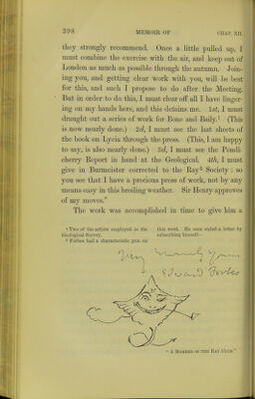 398 MEMOIR OF CHAP. XII.
they strongly recommend. Once a little pulled up, I
must combine the exercise with the air, and keep out of
London as much as possible through the autumn. Join-
ing you, and getting clear work with you, will be best
for this, and such I propose to do after the Meeting.
But in order to do this, I must clear off all I have linger-
ing on my hands here, and this detains me. 1st, I must
draught out a series of work for Bone and Baily.¹ (This
is now nearly done.) 2d, I must see the last sheets of
the book on Lycia through the press. (This, I am happy
to say, is also nearly done.) 3d, I must see the Pondi-
cherry Report in hand at the Geological. 4th, I must
give in Burmeister corrected to the Ray² Society; so
you see that I have a precious press of work, not by any
means easy in this broiling weather. Sir Henry approves
of my moves."
The work was accomplished in time to give him a
¹ Two of the artists employed in the
Geological Survey.
² Forbes had a characteristic pun on
this word. He once ended a letter by
subscribing himself—
Very sincerely yours
Edward Forbes
"A MEMBER OF THE RAY CLUB."